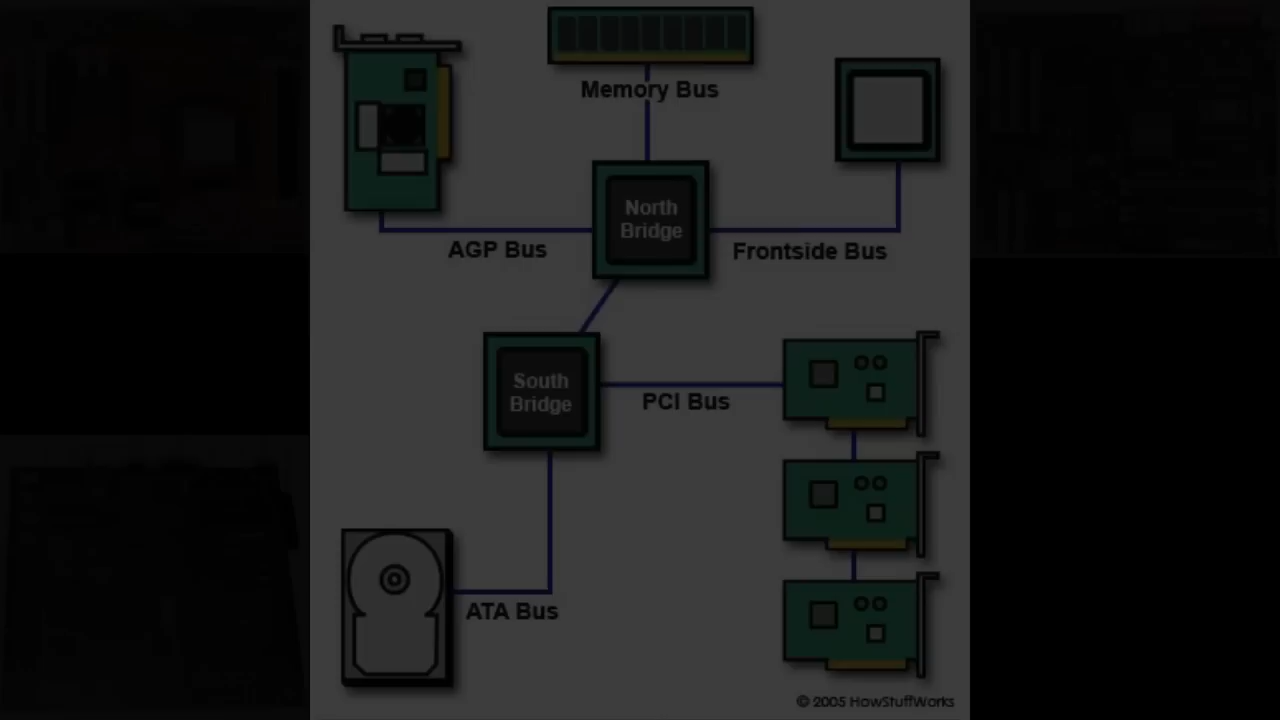 Memory Bus
North
Bridge
AGP Bus
Frontside Bus
South
Bridge
PCI Bus
ATA Bus
© 2005 HowStuffWorks